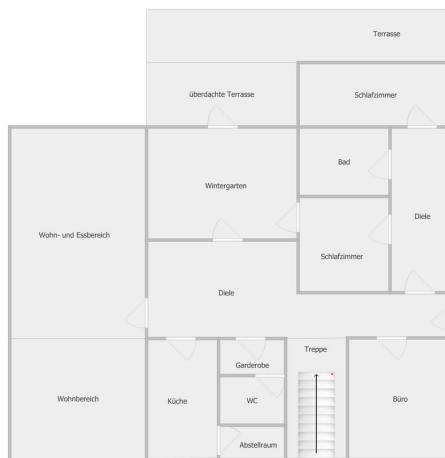 Terrasse
überdachte Terrasse
Schlafzimmer
Bad
Wintergarten
Diele
Wohn- und Essbereich
Schlafzimmer
Diele
Treppe
Garderobe
Wohnbereich
Küche
WC
Büro
Abstellraum